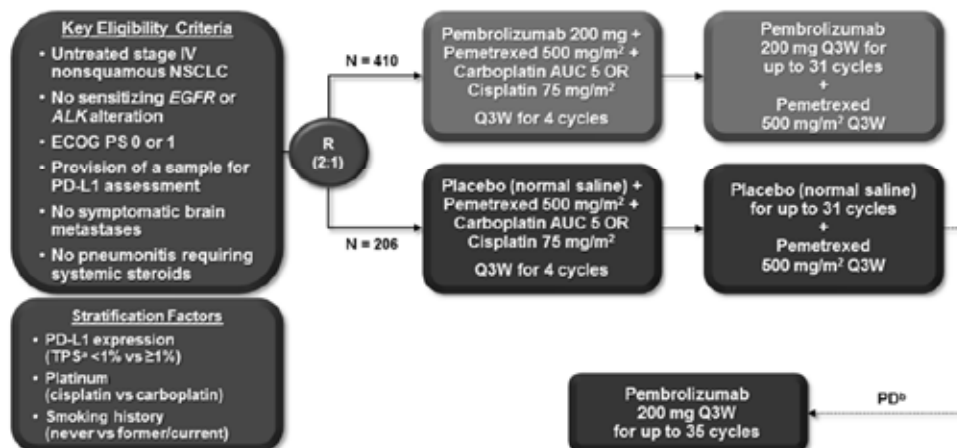 Key Eligibility Criteria
• Untreated stage IV
nonsquamous NSCLC
• No sensitizing EGFR or
ALK alteration
• ECOG PS 0 or 1
• Provision of a sample for
PD-L1 assessment
• No symptomatic brain
metastases
• No pneumonitis requiring
systemic steroids
Stratification Factors
• PD-L1 expression
(TPSᵃ <1% vs ≥1%)
• Platinum
(cisplatin vs carboplatin)
• Smoking history
(never vs former/current)
R
(2:1)
N = 410
Pembrolizumab 200 mg +
Pemetrexed 500 mg/m² +
Carboplatin AUC 5 OR
Cisplatin 75 mg/m²
Q3W for 4 cycles
Pembrolizumab
200 mg Q3W for
up to 31 cycles
+
Pemetrexed
500 mg/m² Q3W
N = 206
Placebo (normal saline) +
Pemetrexed 500 mg/m² +
Carboplatin AUC 5 OR
Cisplatin 75 mg/m²
Q3W for 4 cycles
Placebo (normal saline)
for up to 31 cycles
+
Pemetrexed
500 mg/m² Q3W
PDᵇ
Pembrolizumab
200 mg Q3W
for up to 35 cycles